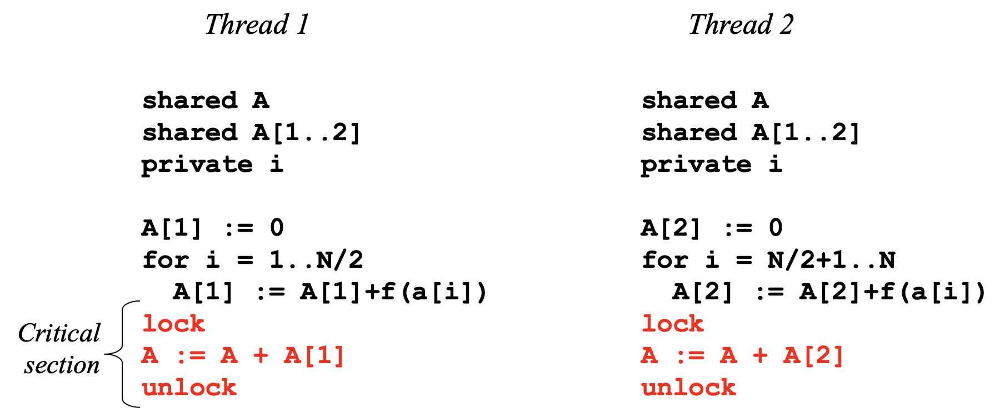 Thread 1
shared A
shared A[1..2]
private i
A[1] := 0
for i = 1..N/2
A[1] := A[1]+f(a[i])
Critical
section
lock
A := A + A[1]
unlock
Thread 2
shared A
shared A[1..2]
private i
A[2] := 0
for i = N/2+1..N
A[2] := A[2]+f(a[i])
lock
A := A + A[2]
unlock